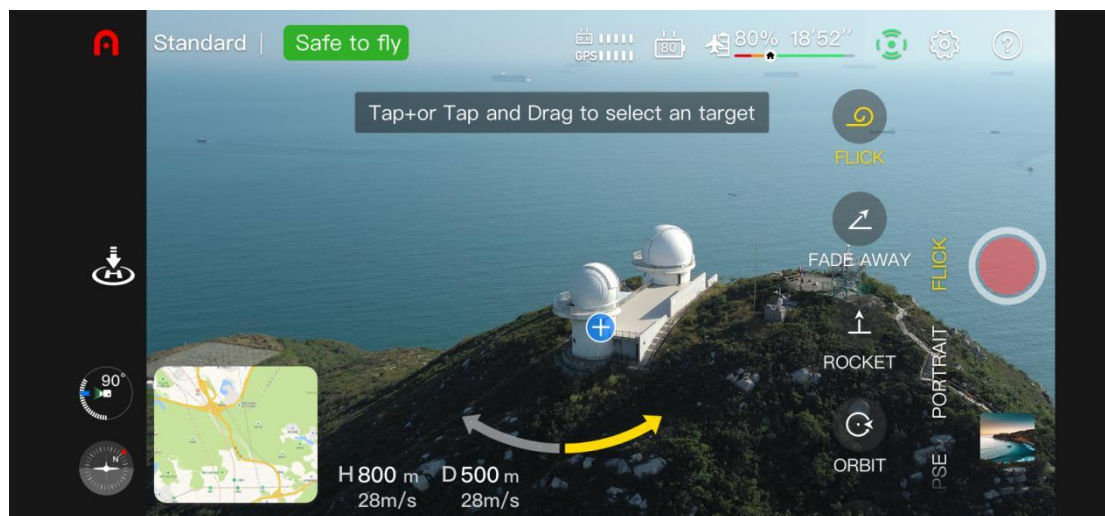 Standard
Safe to fly
GPS
80
80%
18′52″
Tap+or Tap and Drag to select an target
FLICK
FADE AWAY
ROCKET
ORBIT
FLICK
PORTRAIT
PSE
90°
N
H 800 m
28m/s
D 500 m
28m/s